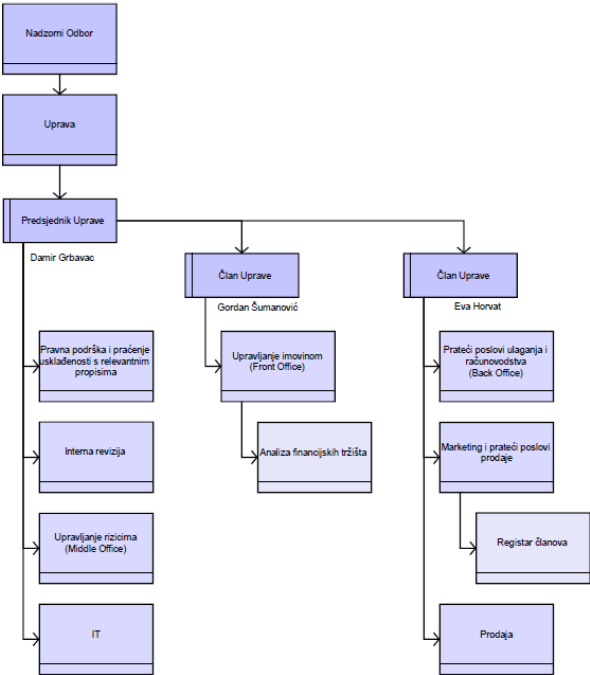 Nadzorni Odbor
Uprava
Predsjednik Uprave
Damir Grbavac
Član Uprave
Gordan Šumanović
Član Uprave
Eva Horvat
Pravna podrška i praćenje
usklađenosti s relevantnim
propisima
Upravljanje imovinom
(Front Office)
Prateći poslovi ulaganja i
računovodstva
(Back Office)
Interna revizija
Analiza financijskih tržišta
Marketing i prateći poslovi
prodaje
Upravljanje rizicima
(Middle Office)
Registar članova
IT
Prodaja